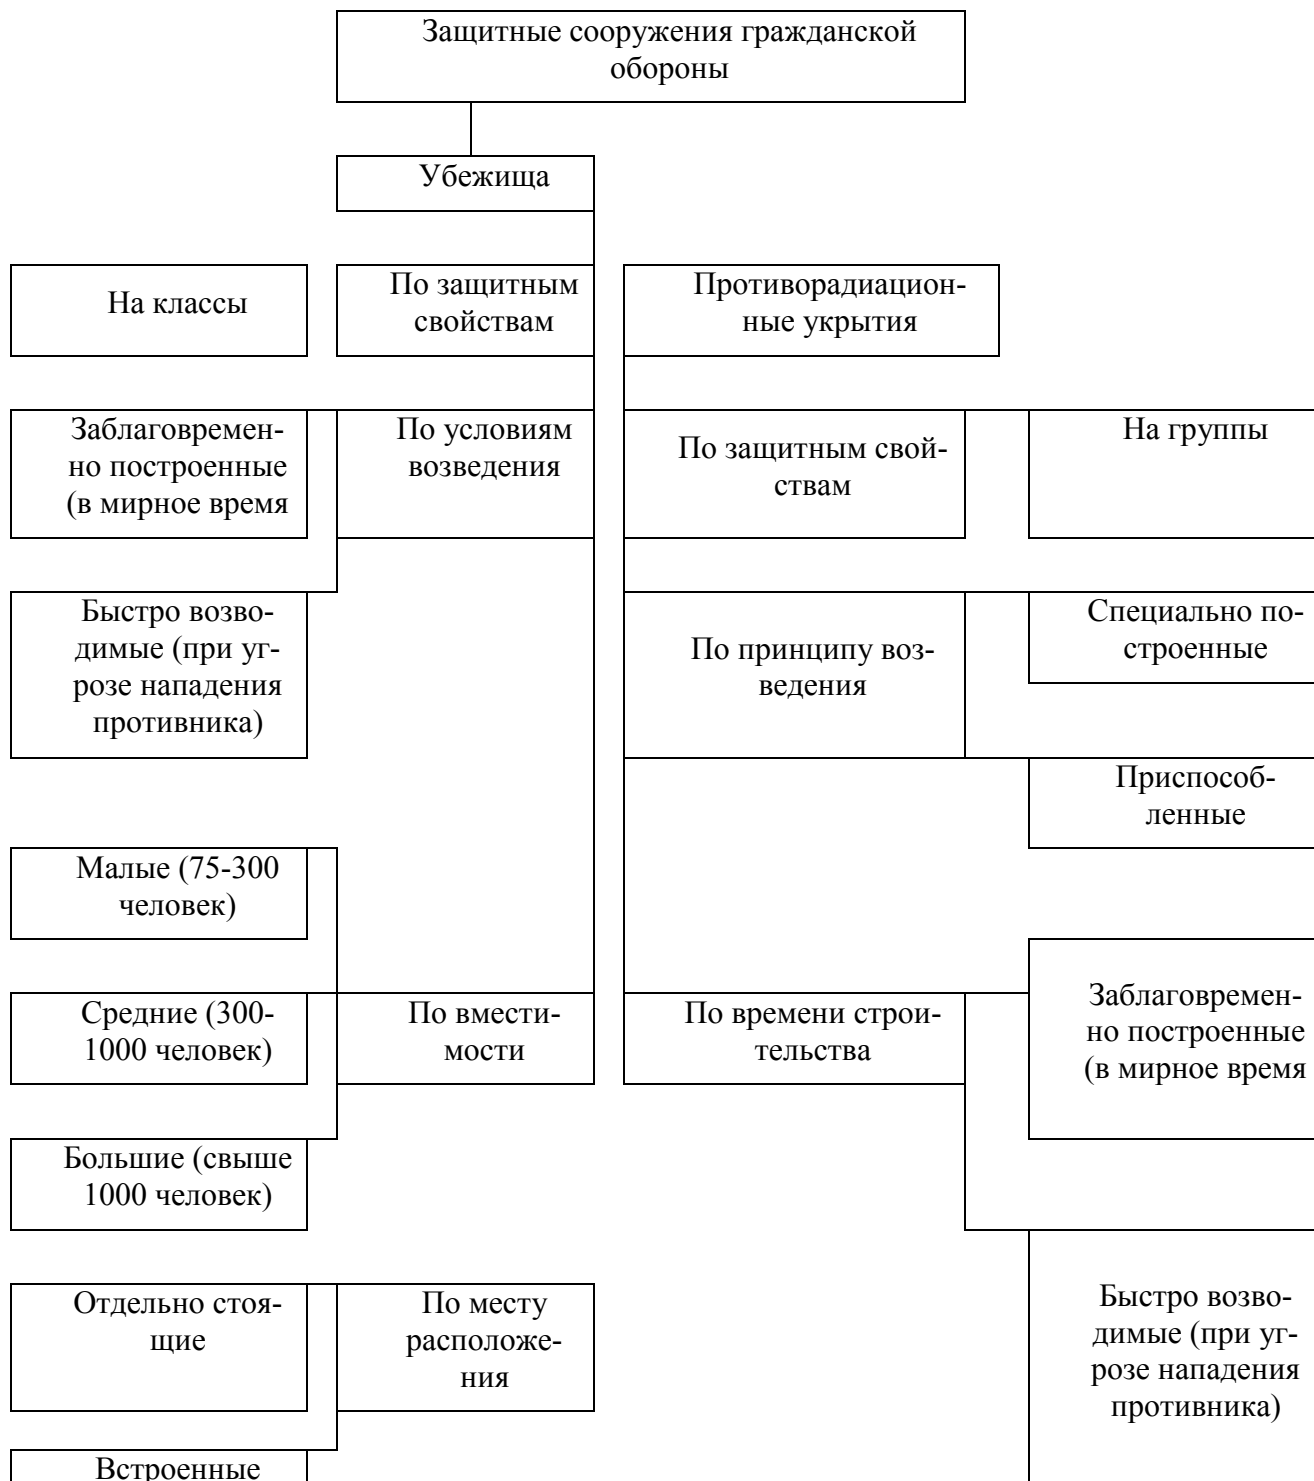 Защитные сооружения гражданской
обороны
Убежища
На классы
По защитным
свойствам
Противорадиацион-
ные укрытия
Заблаговремен-
но построенные
(в мирное время
По условиям
возведения
По защитным свой-
ствам
На группы
Быстро возво-
димые (при уг-
розе нападения
противника)
По принципу воз-
ведения
Специально по-
строенные
Приспособ-
ленные
Малые (75-300
человек)
Средние (300-
1000 человек)
По вмести-
мости
По времени строи-
тельства
Заблаговремен-
но построенные
(в мирное время
Большие (свыше
1000 человек)
Отдельно стоя-
щие
По месту
расположе-
ния
Быстро возво-
димые (при уг-
розе нападения
противника)
Встроенные